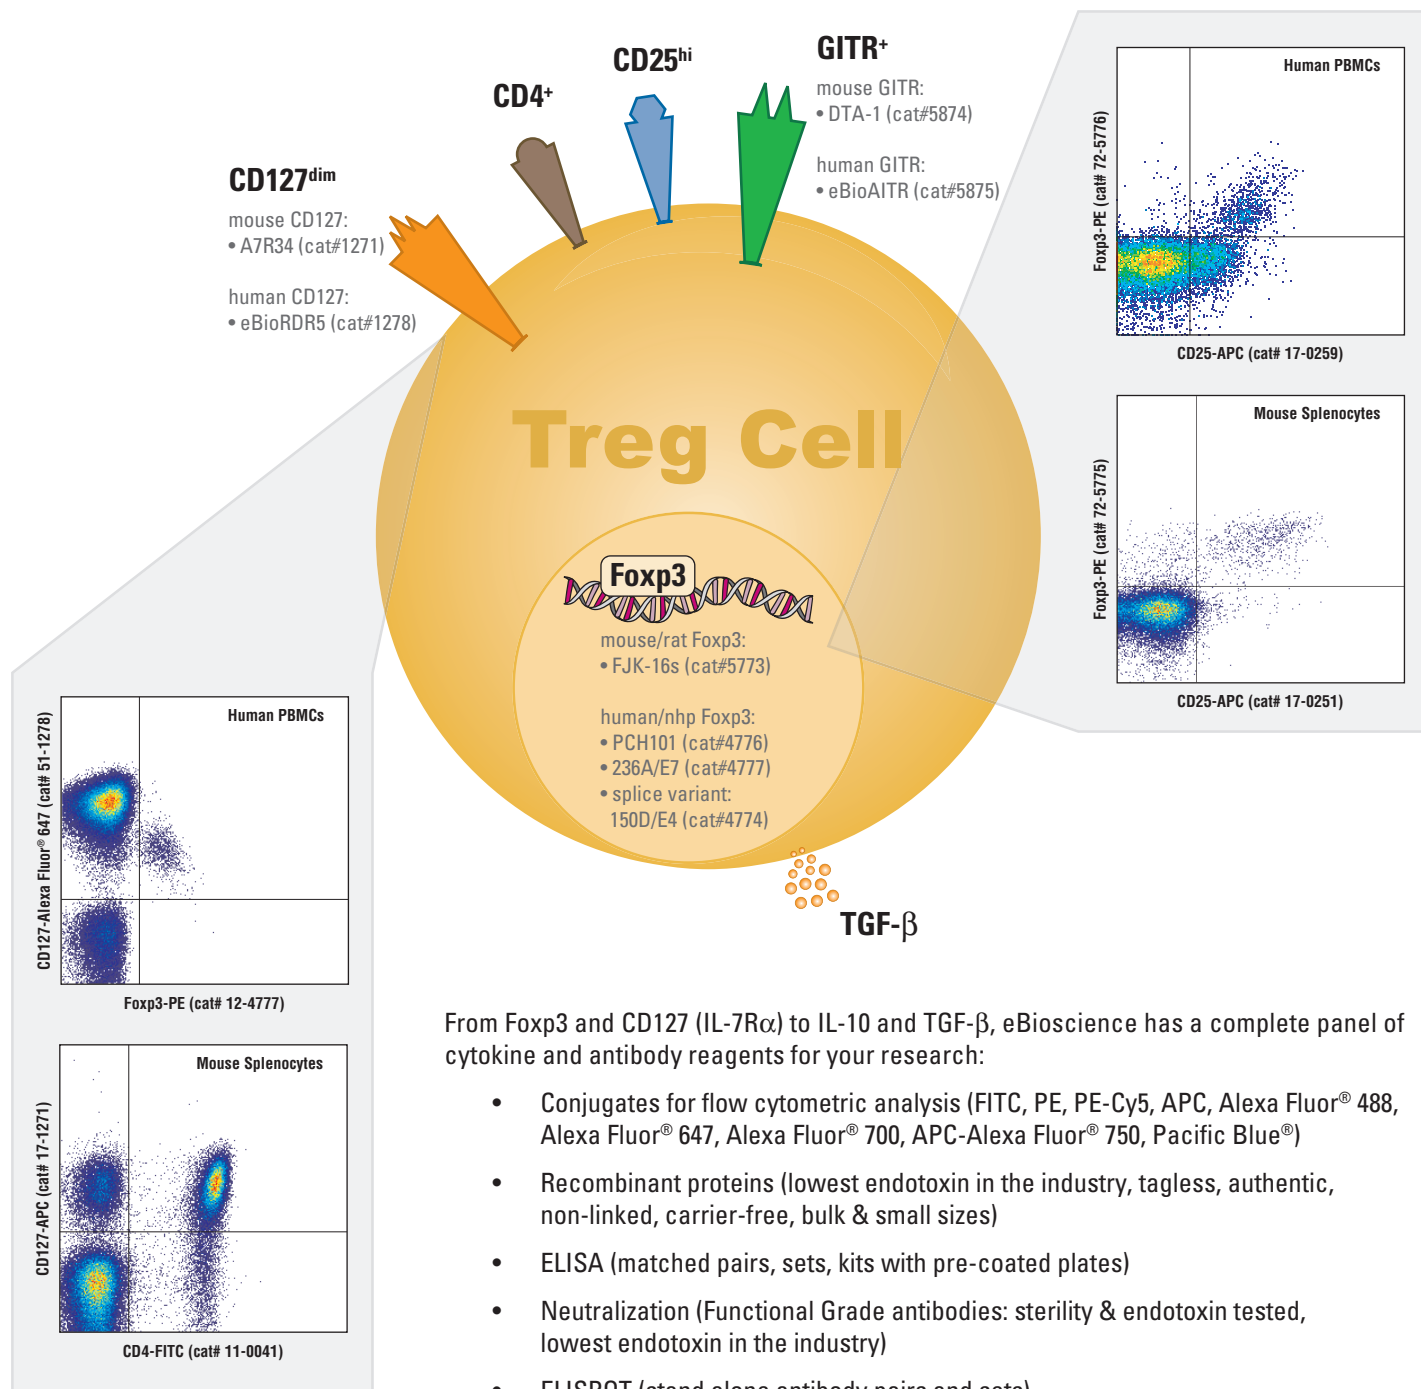 CD127dim
mouse CD127:
• A7R34 (cat#1271)
human CD127:
• eBioRDR5 (cat#1278)
CD4+
CD25hi
GITR+
mouse GITR:
• DTA-1 (cat#5874)
human GITR:
• eBioAITR (cat#5875)
Human PBMCs
Foxp3-PE (cat# 72-5776)
CD25-APC (cat# 17-0259)
Mouse Splenocytes
Foxp3-PE (cat# 72-5775)
CD25-APC (cat# 17-0251)
Treg Cell
Foxp3
mouse/rat Foxp3:
• FJK-16s (cat#5773)
human/nhp Foxp3:
• PCH101 (cat#4776)
• 236A/E7 (cat#4777)
• splice variant:
150D/E4 (cat#4774)
TGF-β
Human PBMCs
CD127-Alexa Fluor® 647 (cat# 51-1278)
Foxp3-PE (cat# 12-4777)
Mouse Splenocytes
CD127-APC (cat# 17-1271)
CD4-FITC (cat# 11-0041)
From Foxp3 and CD127 (IL-7Rα) to IL-10 and TGF-β, eBioscience has a complete panel of
cytokine and antibody reagents for your research:
• Conjugates for flow cytometric analysis (FITC, PE, PE-Cy5, APC, Alexa Fluor® 488,
Alexa Fluor® 647, Alexa Fluor® 700, APC-Alexa Fluor® 750, Pacific Blue®)
• Recombinant proteins (lowest endotoxin in the industry, tagless, authentic,
non-linked, carrier-free, bulk & small sizes)
• ELISA (matched pairs, sets, kits with pre-coated plates)
• Neutralization (Functional Grade antibodies: sterility & endotoxin tested,
lowest endotoxin in the industry)
• ELISPOT (stand alone antibody pairs and sets)